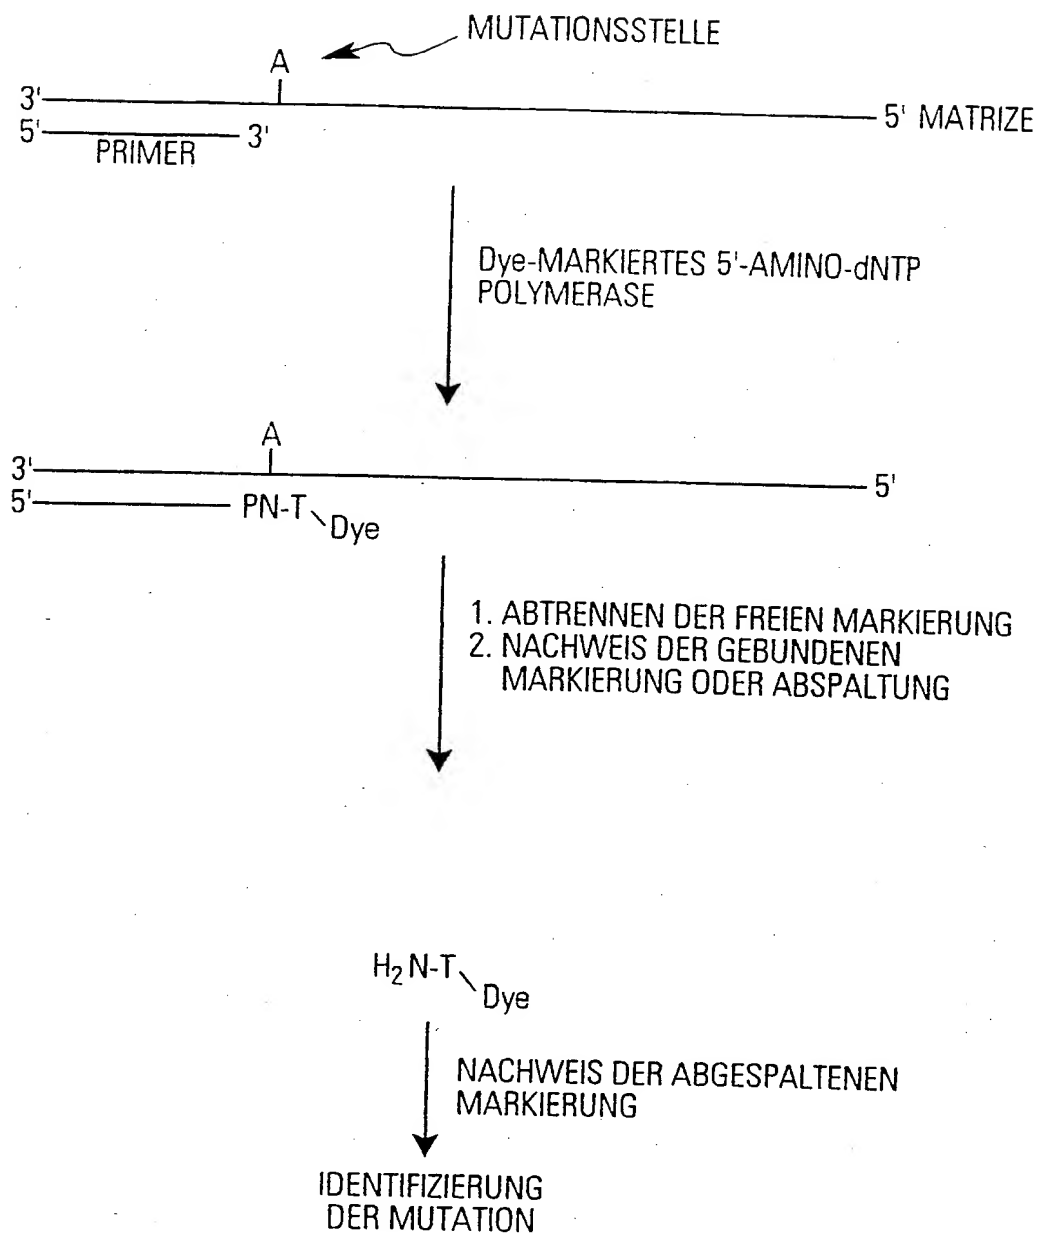 MUTATIONSSTELLE
A
3'
5' MATRIZE
5'
3'
PRIMER
Dye-MARKIERTES 5'-AMINO-dNTP
POLYMERASE
A
3'
5'
5'
PN-T
Dye
1. ABTRENNEN DER FREIEN MARKIERUNG
2. NACHWEIS DER GEBUNDENEN
MARKIERUNG ODER ABSPALTUNG
H₂N-T
Dye
NACHWEIS DER ABGESPALTENEN
MARKIERUNG
IDENTIFIZIERUNG
DER MUTATION